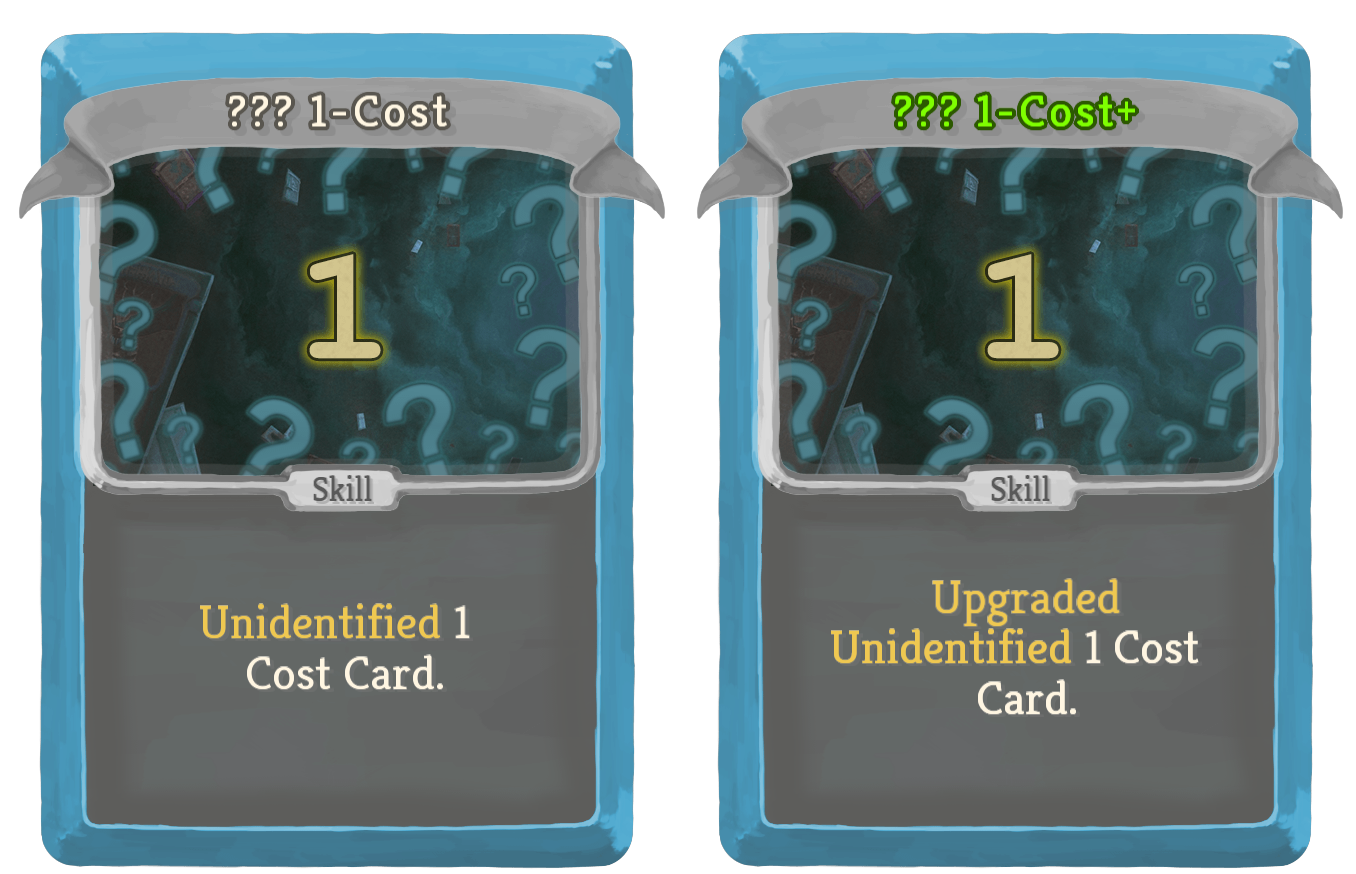 ??? 1-Cost
1
Skill
Unidentified 1
Cost Card.
??? 1-Cost+
1
Skill
Upgraded
Unidentified 1 Cost
Card.